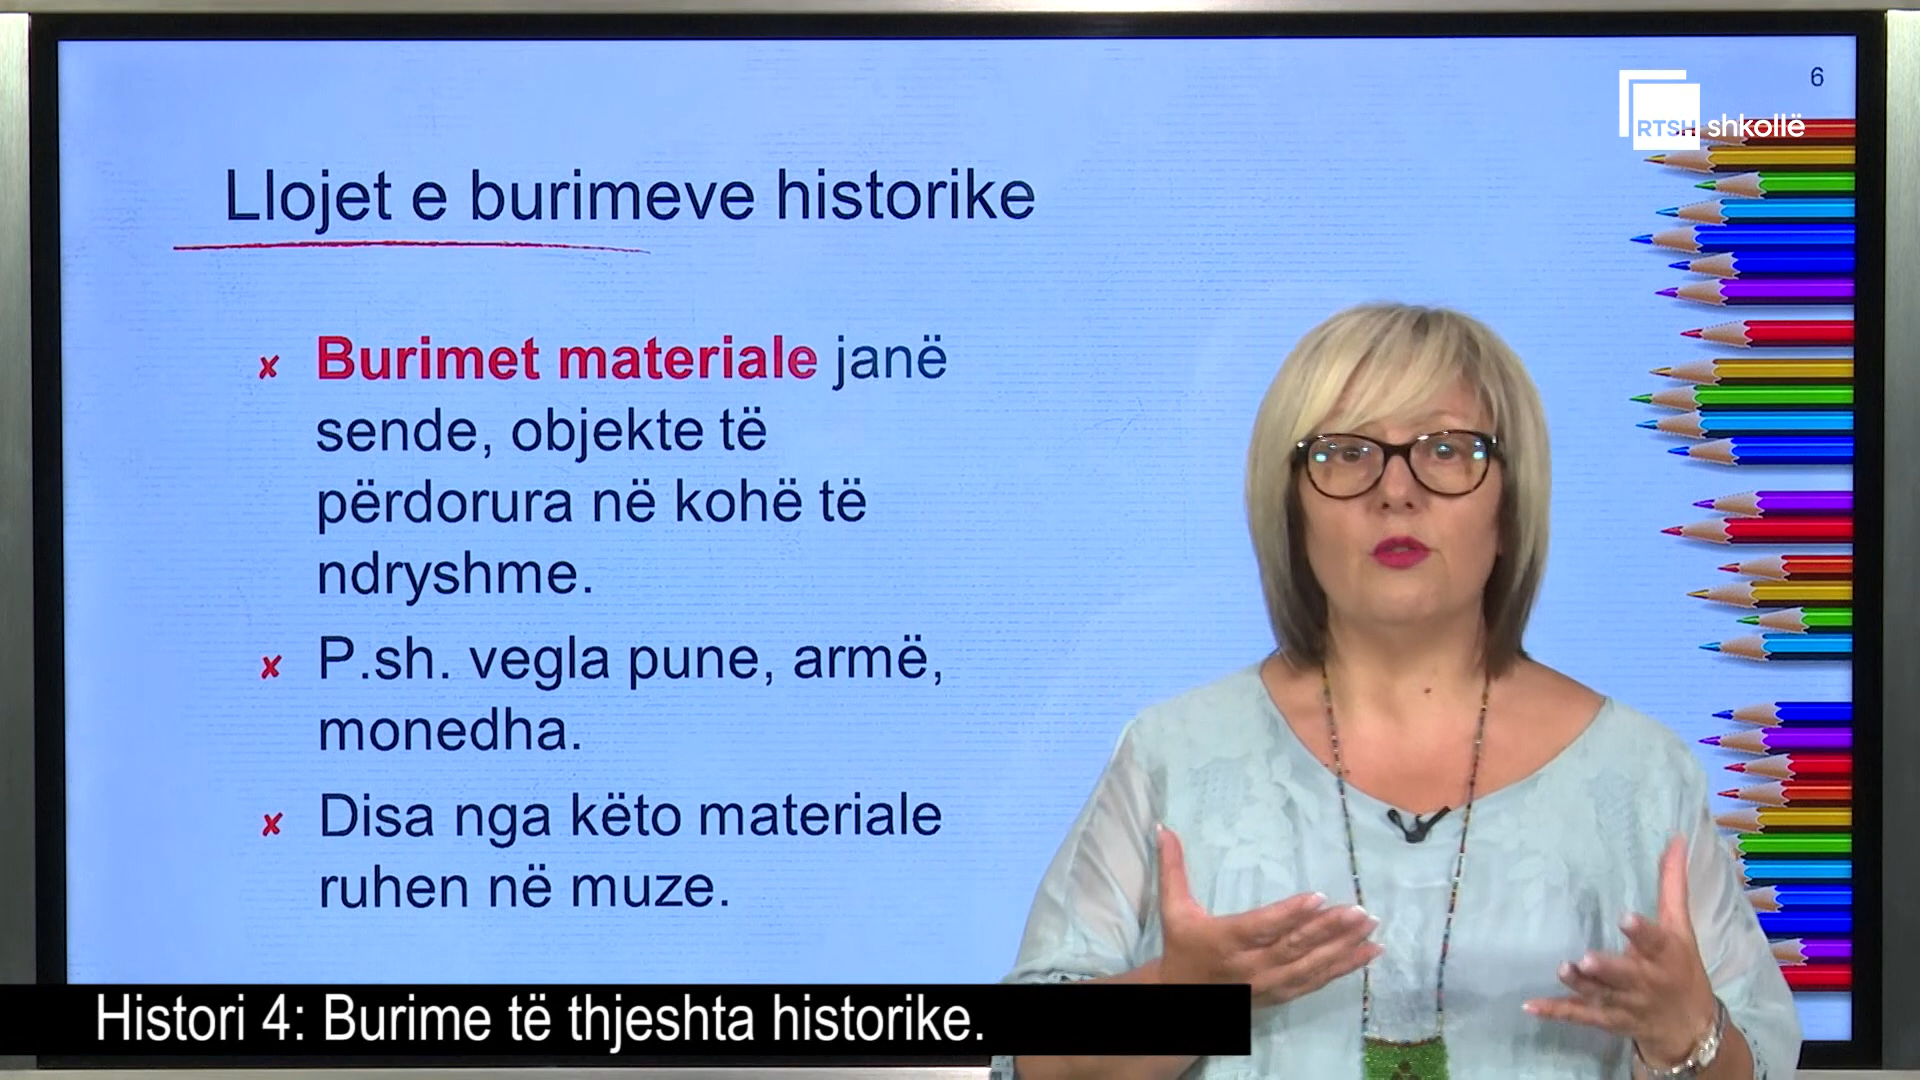 6
RTSH shkollë
Llojet e burimeve historike
Burimet materiale janë
sende, objekte të
përdorura në kohë të
ndryshme.
P.sh. vegla pune, armë,
monedha.
Disa nga këto materiale
ruhen në muze.
Histori 4: Burime të thjeshta historike.